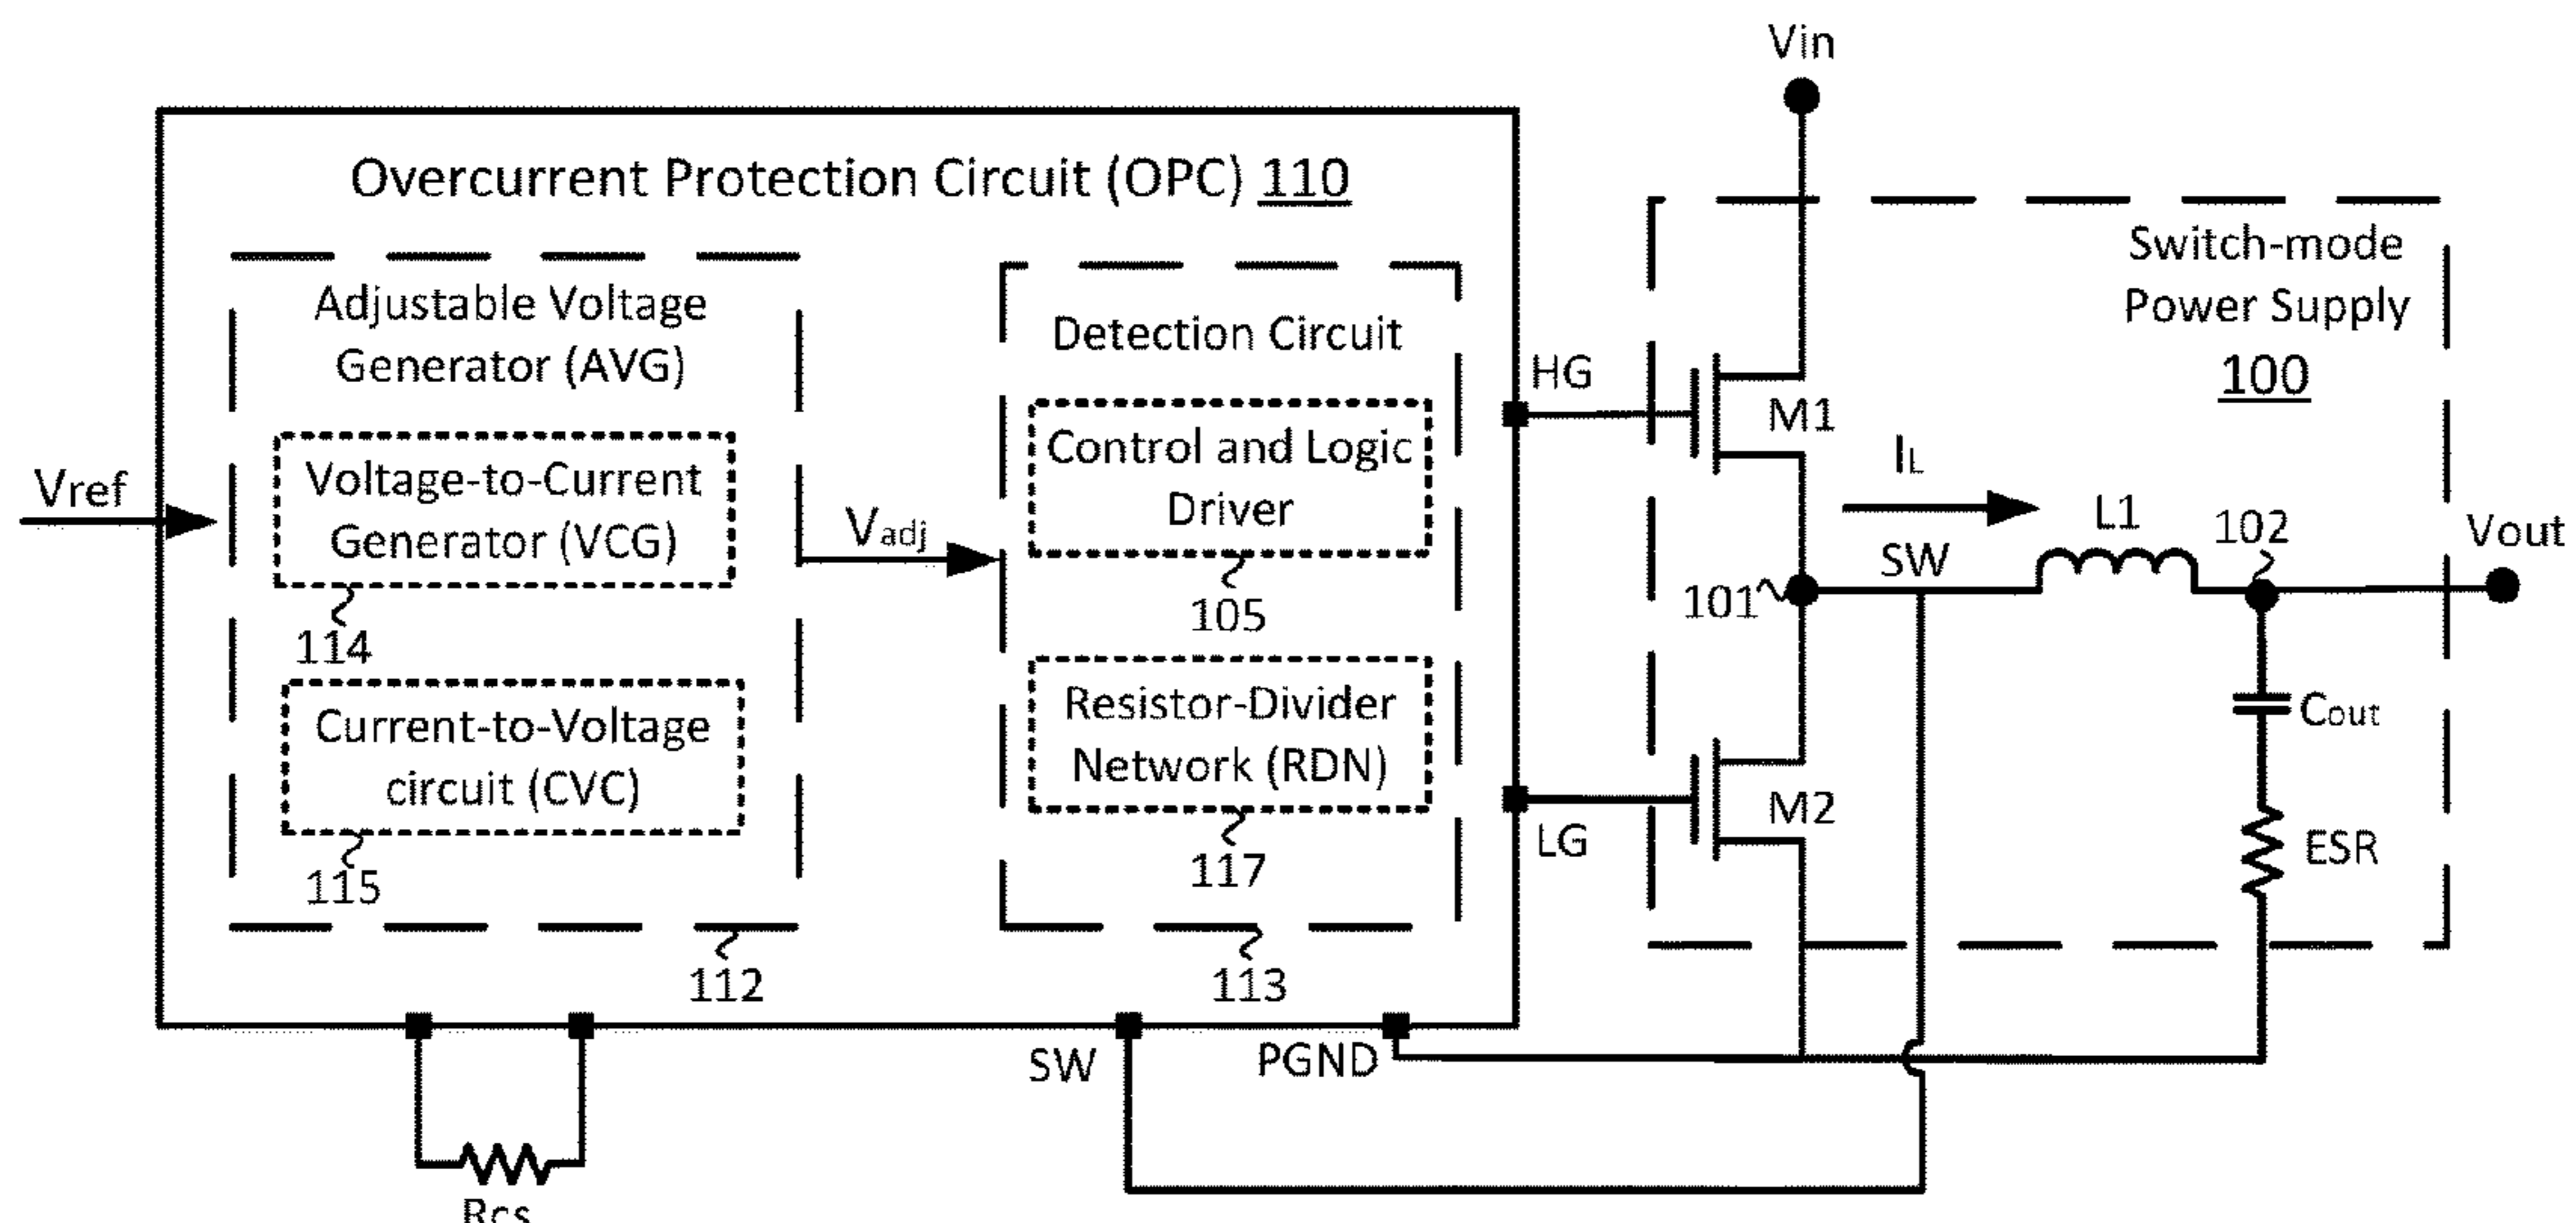 Vin
Overcurrent Protection Circuit (OPC) 110
Switch-mode
Power Supply
100
Adjustable Voltage
Generator (AVG)
Detection Circuit
Voltage-to-Current
Generator (VCG)
114
Current-to-Voltage
circuit (CVC)
115
112
Vref
Vadj
Control and Logic
Driver
105
Resistor-Divider
Network (RDN)
117
113
HG
LG
M1
M2
IL
SW
101
L1
102
Vout
Cout
ESR
SW
PGND
Rcs